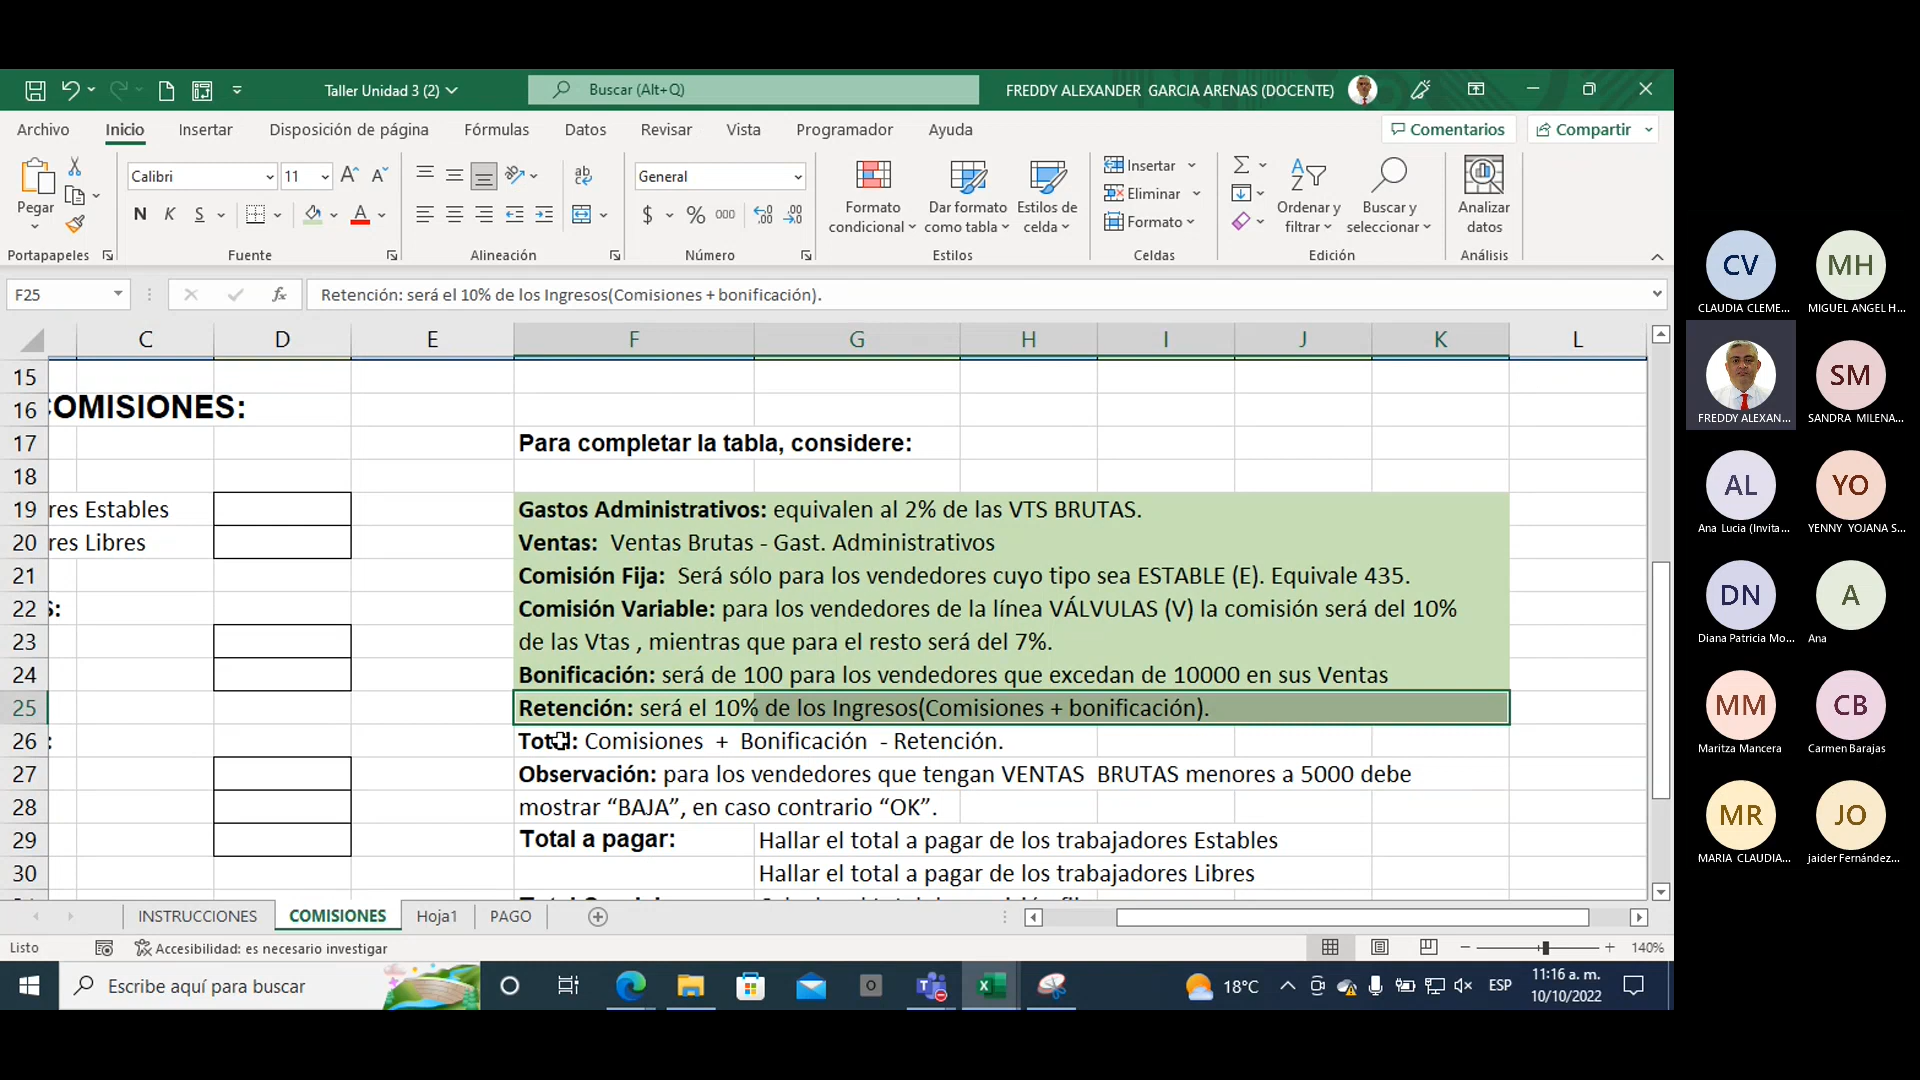 Taller Unidad 3 (2)
Buscar (Alt+Q)
FREDDY ALEXANDER GARCIA ARENAS (DOCENTE)
Archivo Inicio Insertar Disposición de página Fórmulas Datos Revisar Vista Programador Ayuda
Comentarios Compartir
Pegar
Calibri 11
N K S
General
$ % 000
Formato condicional
Dar formato como tabla
Estilos de celda
Insertar
Eliminar
Formato
Ordenar y filtrar
Buscar y seleccionar
Analizar datos
Portapapeles Fuente Alineación Número Estilos Celdas Edición Análisis
F25
fx
Retención: será el 10% de los Ingresos(Comisiones + bonificación).
C D E F G H I J K L
15
16 COMISIONES:
17 Para completar la tabla, considere:
18
19 res Estables Gastos Administrativos: equivalen al 2% de las VTS BRUTAS.
20 res Libres Ventas: Ventas Brutas - Gast. Administrativos
21 Comisión Fija: Será sólo para los vendedores cuyo tipo sea ESTABLE (E). Equivale 435.
22 S: Comisión Variable: para los vendedores de la línea VÁLVULAS (V) la comisión será del 10%
23 de las Vtas , mientras que para el resto será del 7%.
24 Bonificación: será de 100 para los vendedores que excedan de 10000 en sus Ventas
25 Retención: será el 10% de los Ingresos(Comisiones + bonificación).
26 : Total: Comisiones + Bonificación - Retención.
27 Observación: para los vendedores que tengan VENTAS BRUTAS menores a 5000 debe
28 mostrar “BAJA”, en caso contrario “OK”.
29 Total a pagar: Hallar el total a pagar de los trabajadores Estables
30 Hallar el total a pagar de los trabajadores Libres
INSTRUCCIONES COMISIONES Hoja1 PAGO
Listo
Accesibilidad: es necesario investigar
140%
Escribe aquí para buscar
18°C
ESP
11:16 a. m.
10/10/2022
CV MH
CLAUDIA CLEME... MIGUEL ANGEL H...
SM
FREDDY ALEXAN... SANDRA MILENA...
AL YO
Ana Lucia (Invita... YENNY YOJANA S...
DN A
Diana Patricia Mo... Ana
MM CB
Maritza Mancera Carmen Barajas
MR JO
MARIA CLAUDIA... jaider Fernández...